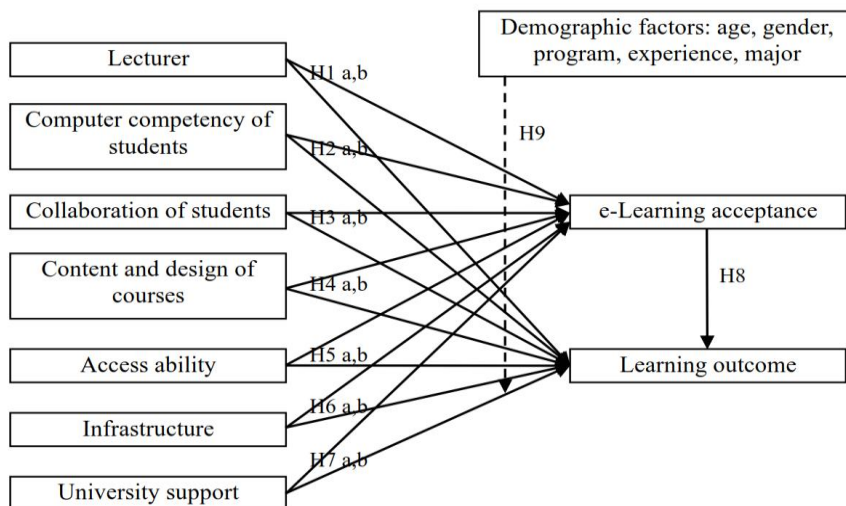 Lecturer
Computer competency of
students
Collaboration of students
Content and design of
courses
Access ability
Infrastructure
University support
H1 a,b
H2 a,b
H3 a,b
H4 a,b
H5 a,b
H6 a,b
H7 a,b
Demographic factors: age, gender,
program, experience, major
H9
e-Learning acceptance
H8
Learning outcome